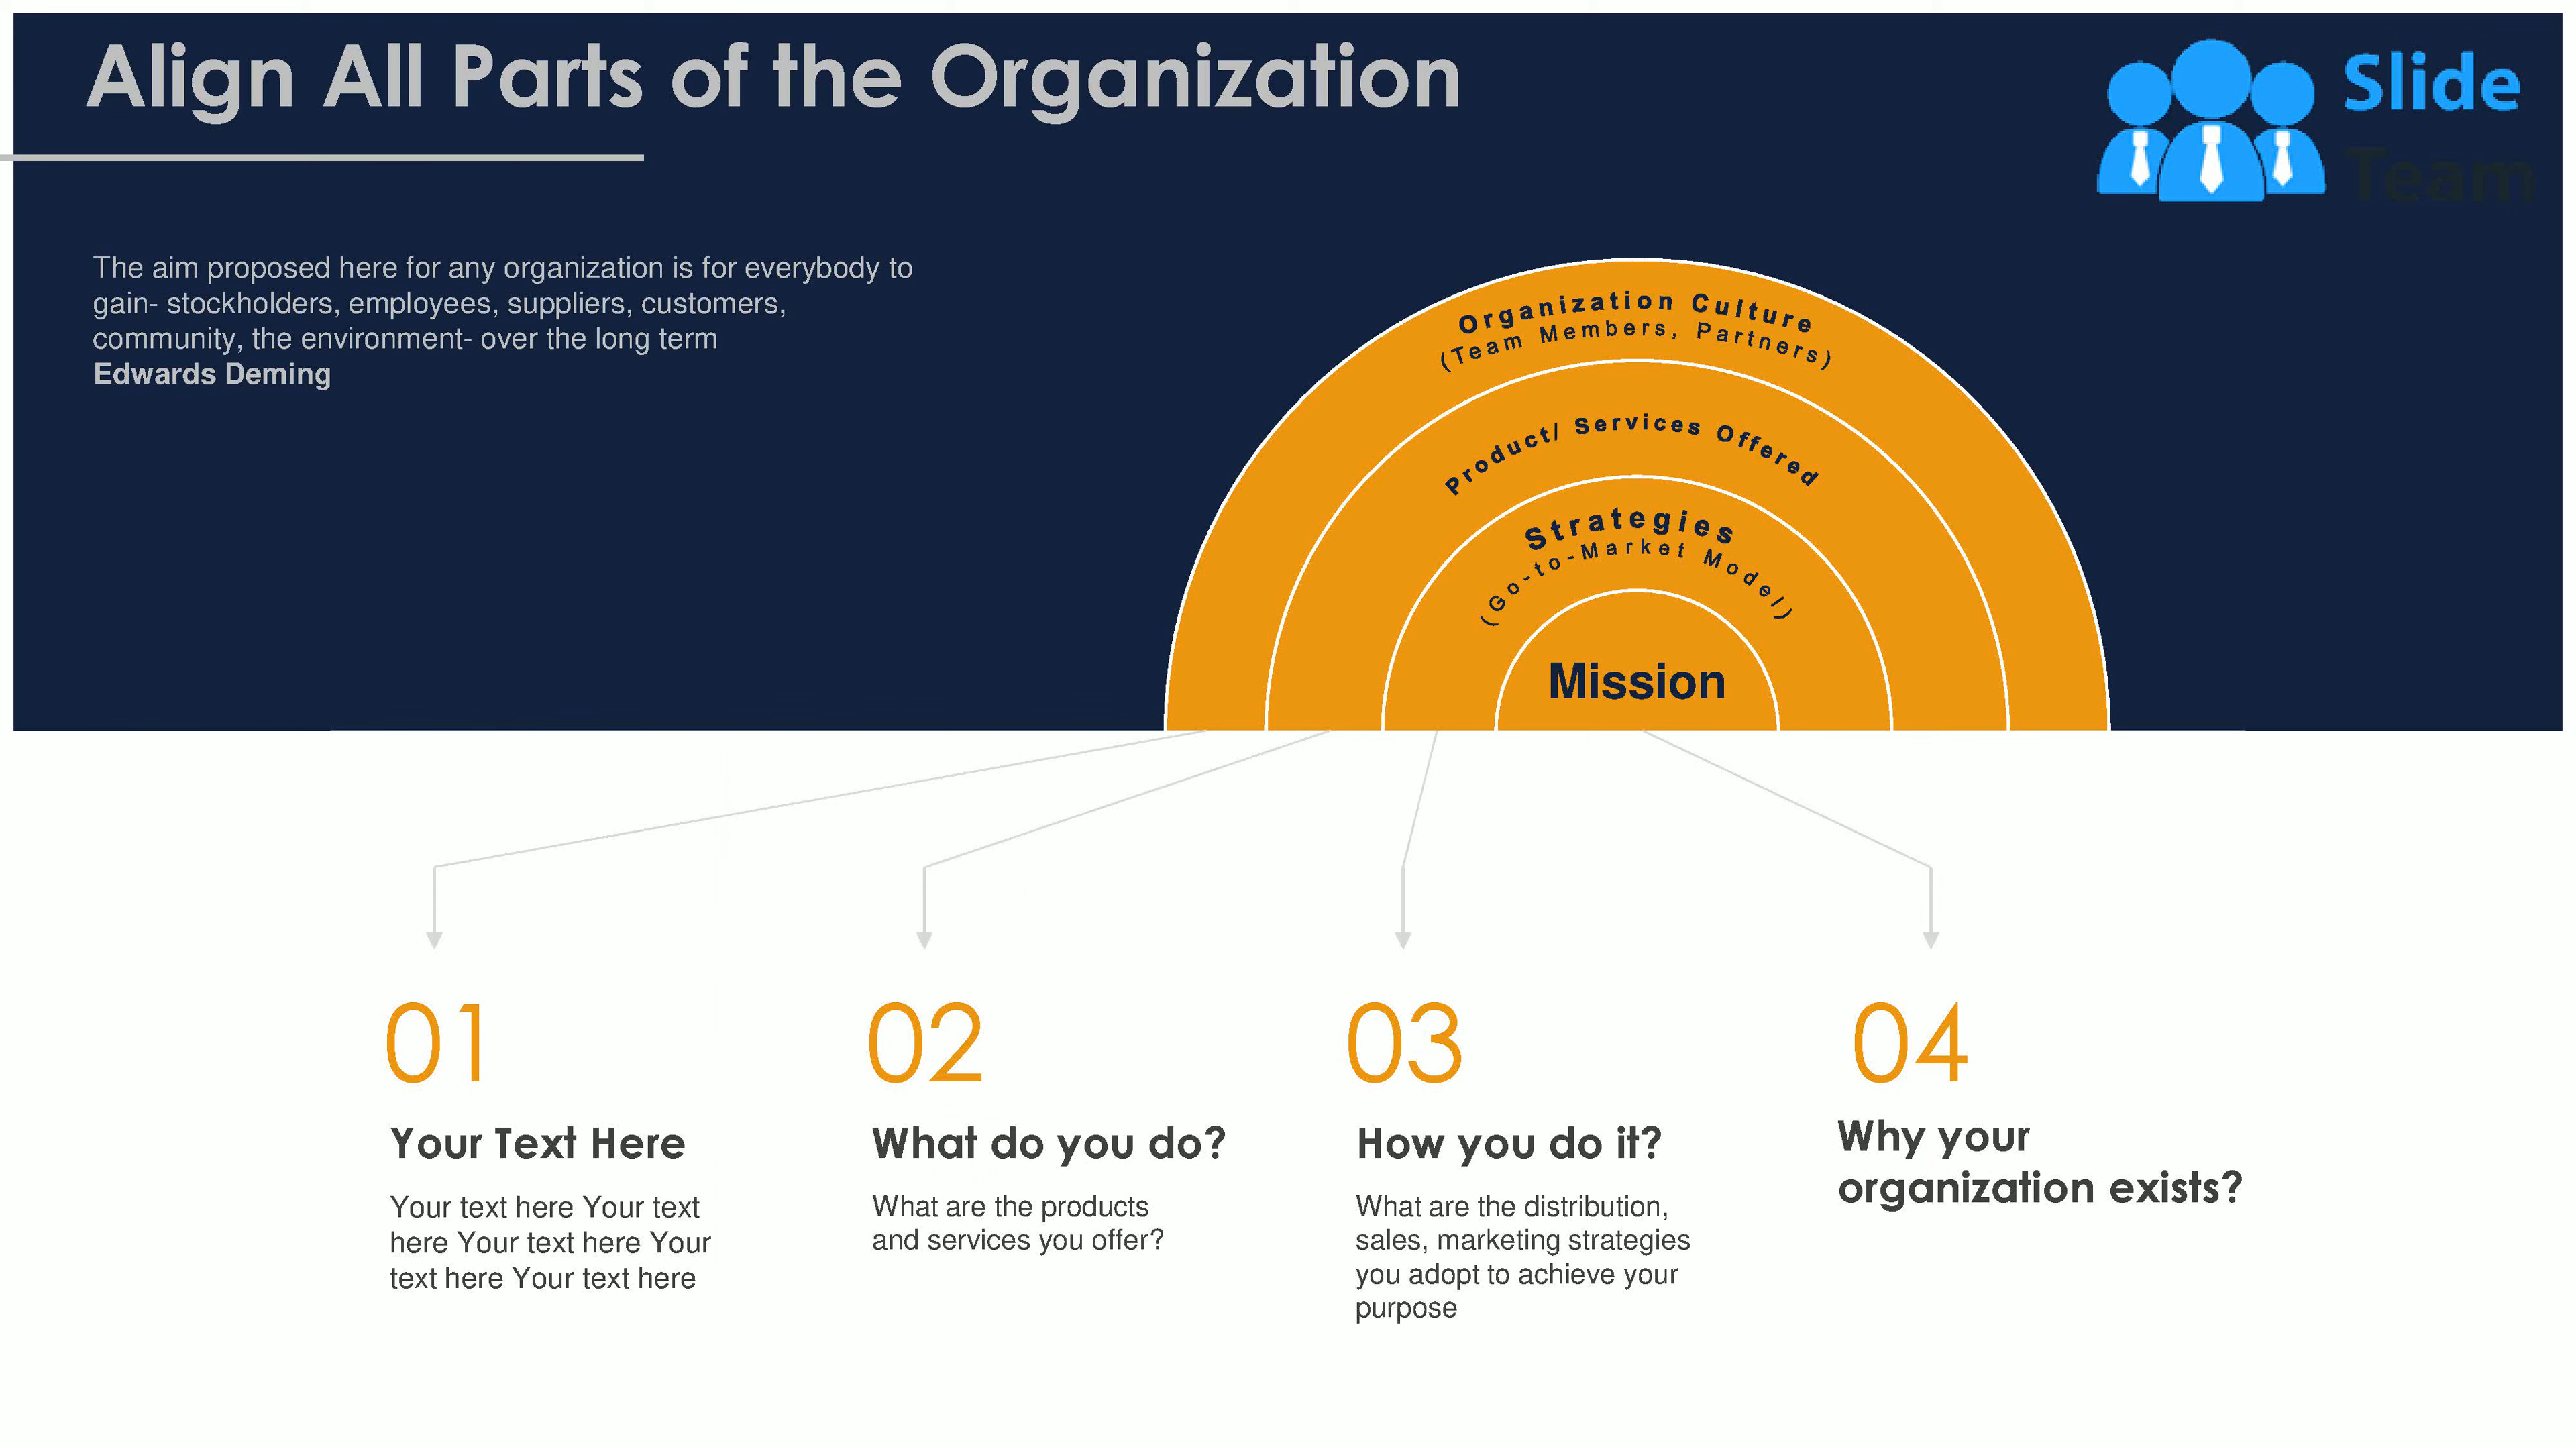 Align All Parts of the Organization
Slide
Team
The aim proposed here for any organization is for everybody to
gain- stockholders, employees, suppliers, customers,
community, the environment- over the long term
Edwards Deming
Organization Culture
(Team Members, Partners)
Product/ Services Offered
Strategies
(Go-to-Market Model)
Mission
01
Your Text Here
Your text here Your text
here Your text here Your
text here Your text here
02
What do you do?
What are the products
and services you offer?
03
How you do it?
What are the distribution,
sales, marketing strategies
you adopt to achieve your
purpose
04
Why your
organization exists?